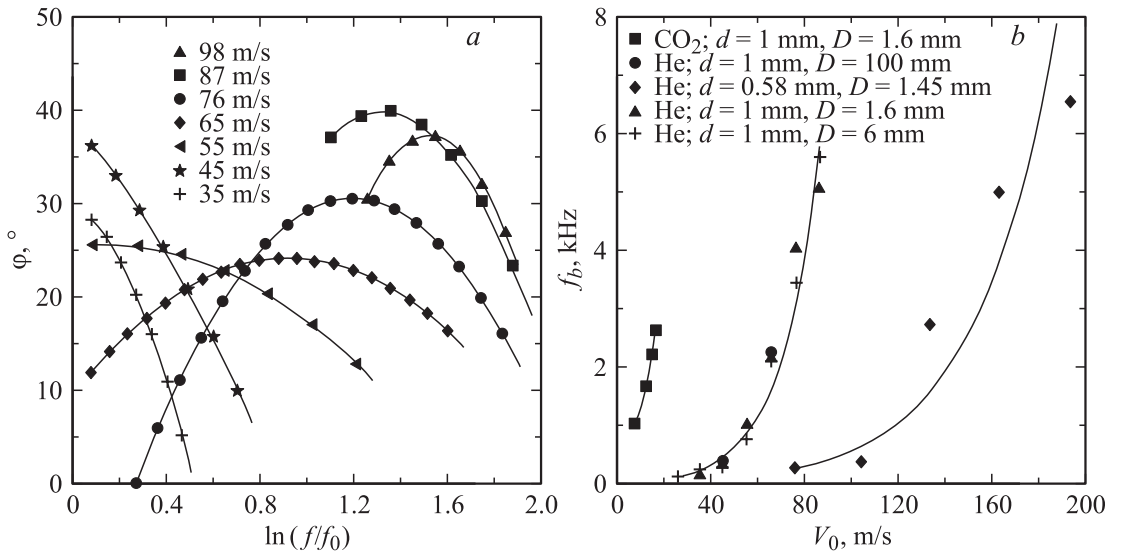 50
40
30
20
10
0
φ, °
0
0.4
0.8
1.2
1.6
2.0
ln (f/f₀)
a
98 m/s
87 m/s
76 m/s
65 m/s
55 m/s
45 m/s
35 m/s
8
6
4
2
0
f_b, kHz
0
40
80
120
160
200
V₀, m/s
b
CO₂; d = 1 mm, D = 1.6 mm
He; d = 1 mm, D = 100 mm
He; d = 0.58 mm, D = 1.45 mm
He; d = 1 mm, D = 1.6 mm
He; d = 1 mm, D = 6 mm